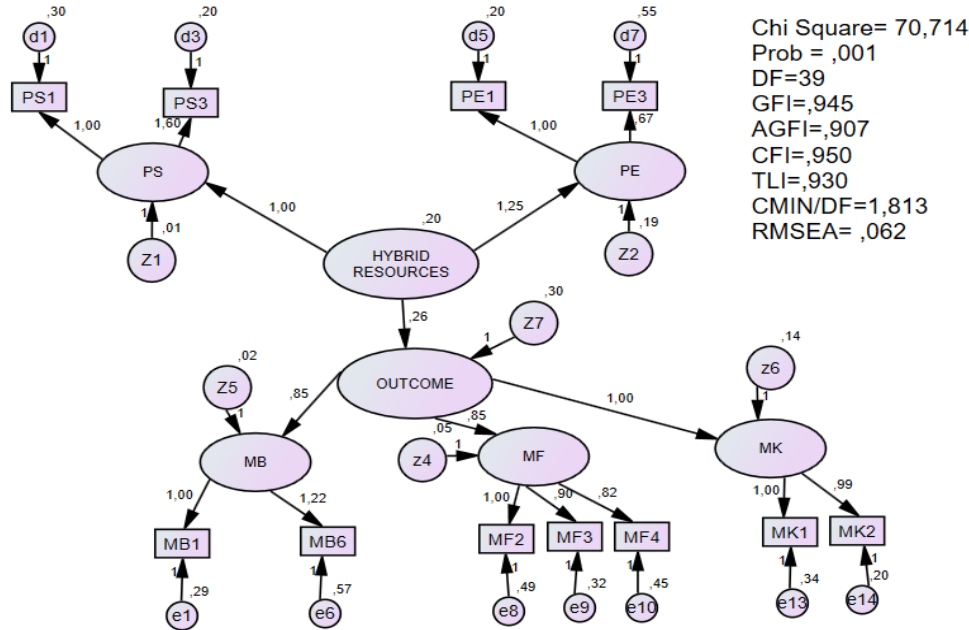 ,30
,20
,20
,55
d1
d3
d5
d7
1
1
1
1
PS1
PS3
PE1
PE3
1,00
1,60
1,00
,67
PS
PE
1
,01
1,00
,20
1,25
1
,19
Z1
HYBRID
RESOURCES
Z2
,26
,30
Z7
1
,14
z6
,02
Z5
OUTCOME
1
1
,85
,85
1,00
,05
1
z4
MB
MF
MK
1,00
1,22
1,00
,90
,82
1,00
,99
MB1
MB6
MF2
MF3
MF4
MK1
MK2
1
1
1
1
1
1
1
,29
,57
,49
,32
,45
,34
,20
e1
e6
e8
e9
e10
e13
e14
Chi Square= 70,714
Prob = ,001
DF=39
GFI=,945
AGFI=,907
CFI=,950
TLI=,930
CMIN/DF=1,813
RMSEA= ,062